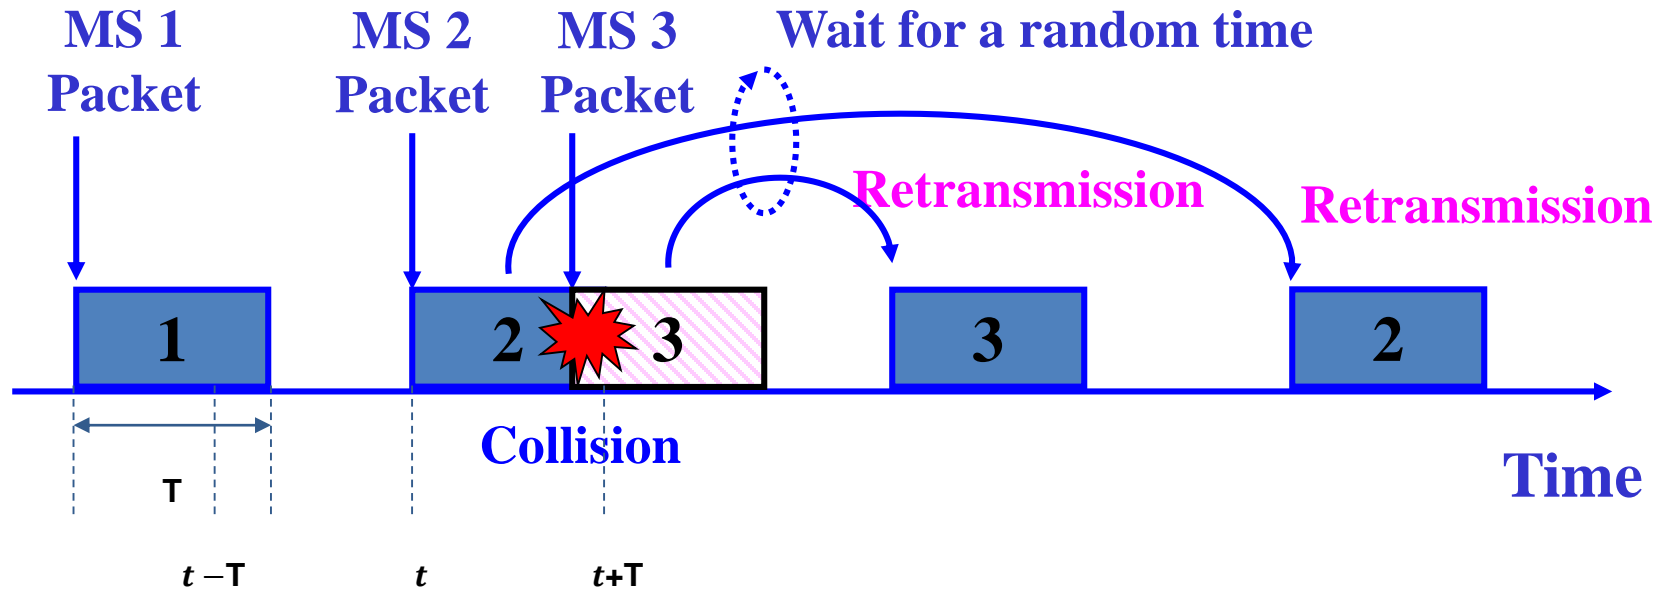 MS 1
Packet
MS 2
Packet
MS 3
Packet
Wait for a random time
Retransmission
Retransmission
1
2
3
3
2
Collision
Time
T
t −T
t
t+T